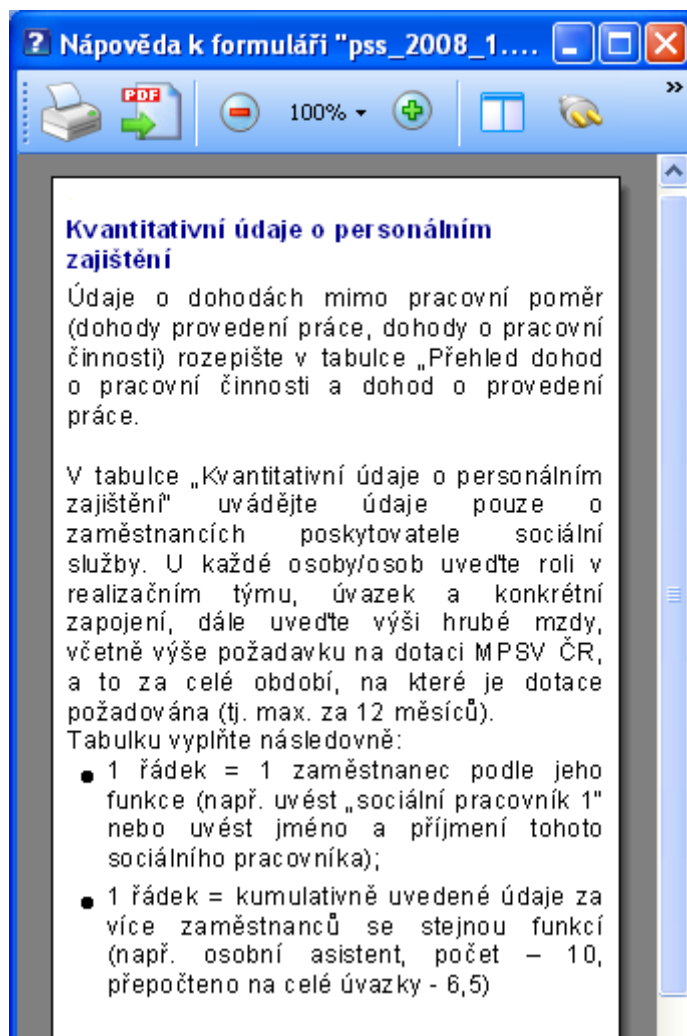 Nápověda k formuláři "pss_2008_1....
PDF
100%
»
Kvantitativní údaje o personálním
zajištění
Údaje o dohodách mimo pracovní poměr
(dohody provedení práce, dohody o pracovní
činnosti) rozepište v tabulce „Přehled dohod
o pracovní činnosti a dohod o provedení
práce.
V tabulce „Kvantitativní údaje o personálním
zajištění" uvádějte údaje pouze o
zaměstnancích poskytovatele sociální
služby. U každé osoby/osob uveďte roli v
realizačním týmu, úvazek a konkrétní
zapojení, dále uveďte výši hrubé mzdy,
včetně výše požadavku na dotaci MPSV ČR,
a to za celé období, na které je dotace
požadována (tj. max. za 12 měsíců).
Tabulku vyplňte následovně:
● 1 řádek = 1 zaměstnanec podle jeho
funkce (např. uvést „sociální pracovník 1"
nebo uvést jméno a příjmení tohoto
sociálního pracovníka);
● 1 řádek = kumulativně uvedené údaje za
více zaměstnanců se stejnou funkcí
(např. osobní asistent, počet – 10,
přepočteno na celé úvazky - 6,5)